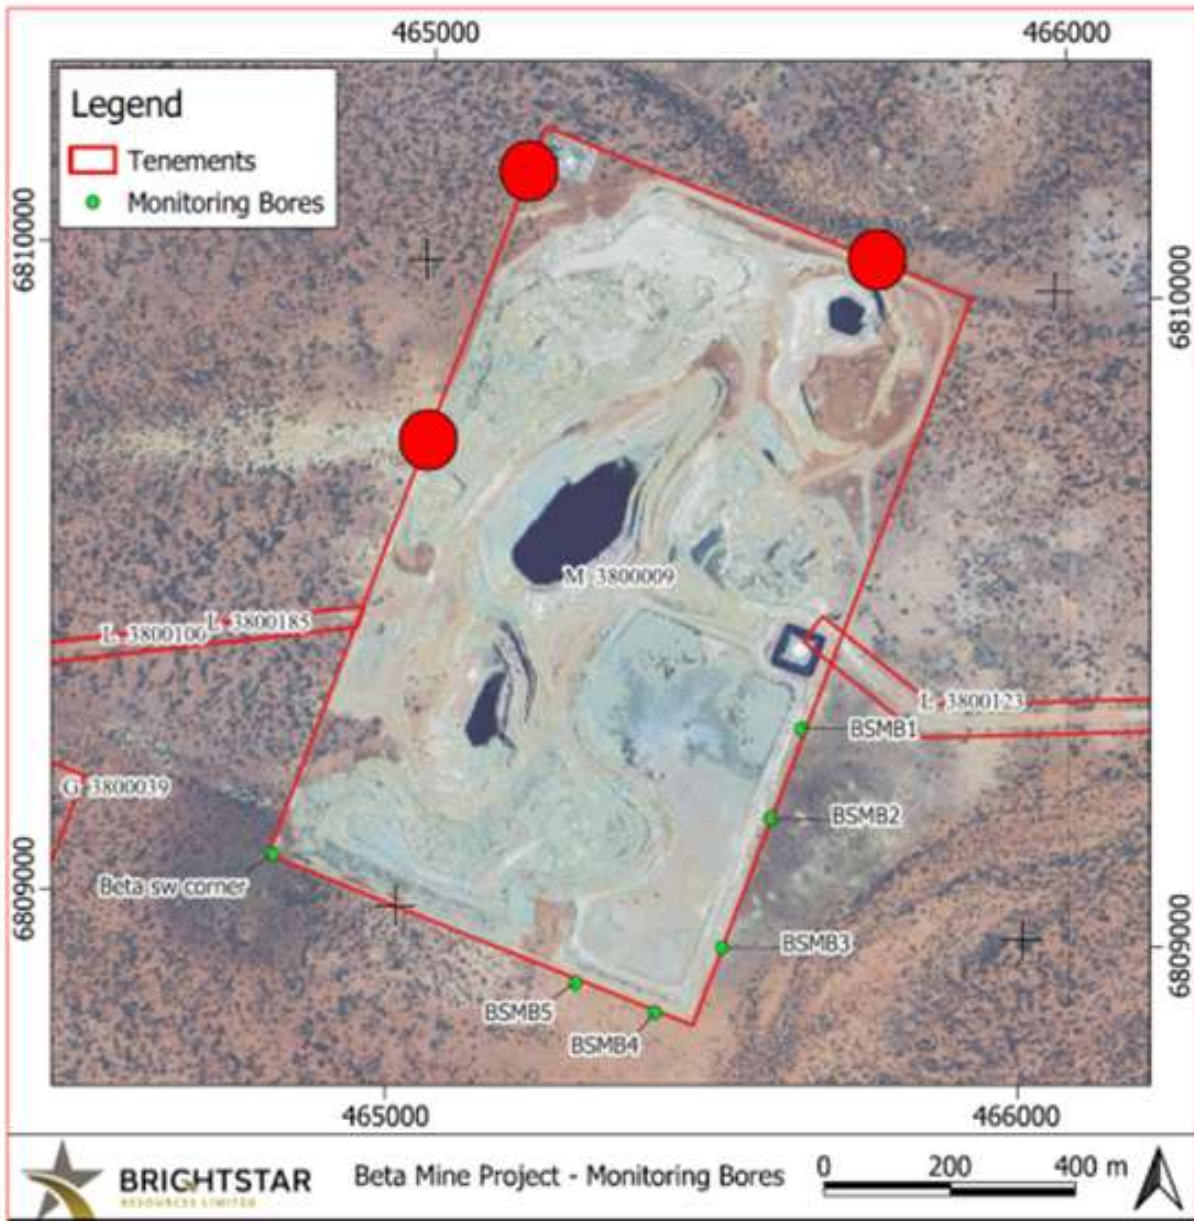 465000
466000
Legend
Tenements
Monitoring Bores
6810000
6810000
M 3800009
L 3800100
L 3800185
L 3800123
BSMB1
G 3800039
BSMB2
Beta sw corner
6809000
BSMB3
6809000
BSMB5
BSMB4
465000
466000
BRIGHTSTAR
RESOURCES LIMITED
Beta Mine Project - Monitoring Bores
0 200 400 m